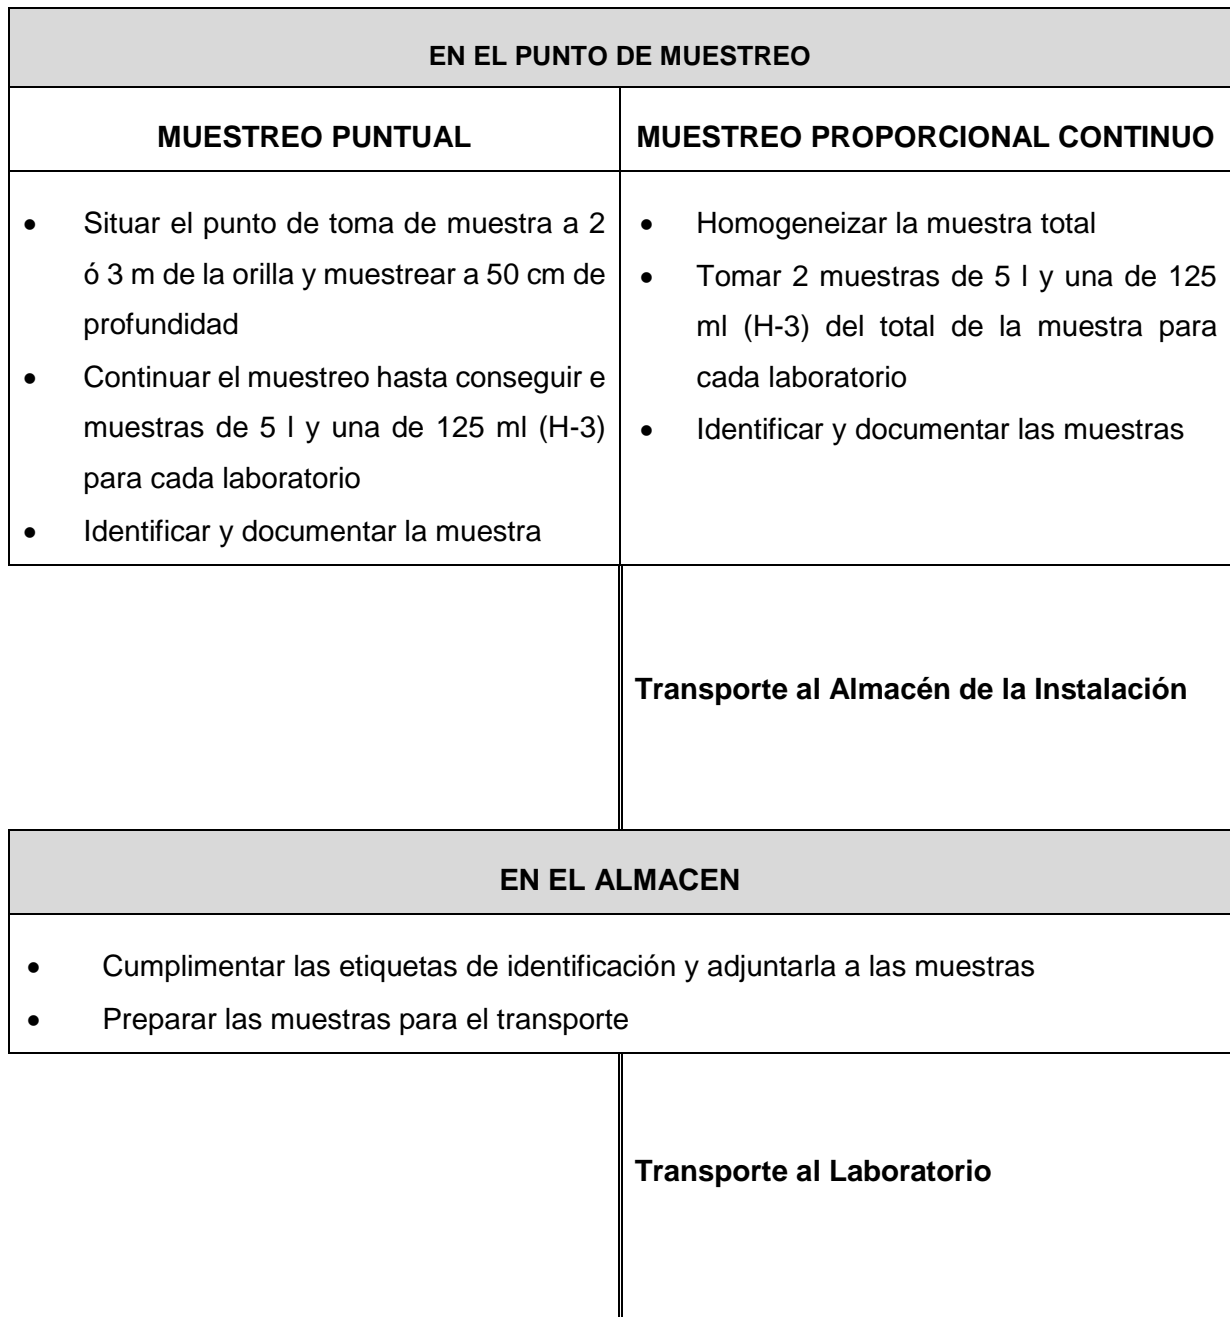 EN EL PUNTO DE MUESTREO
MUESTREO PUNTUAL
MUESTREO PROPORCIONAL CONTINUO
• Situar el punto de toma de muestra a 2
ó 3 m de la orilla y muestrear a 50 cm de
profundidad
• Continuar el muestreo hasta conseguir e
muestras de 5 l y una de 125 ml (H-3)
para cada laboratorio
• Identificar y documentar la muestra
• Homogeneizar la muestra total
• Tomar 2 muestras de 5 l y una de 125
ml (H-3) del total de la muestra para
cada laboratorio
• Identificar y documentar las muestras
Transporte al Almacén de la Instalación
EN EL ALMACEN
• Cumplimentar las etiquetas de identificación y adjuntarla a las muestras
• Preparar las muestras para el transporte
Transporte al Laboratorio